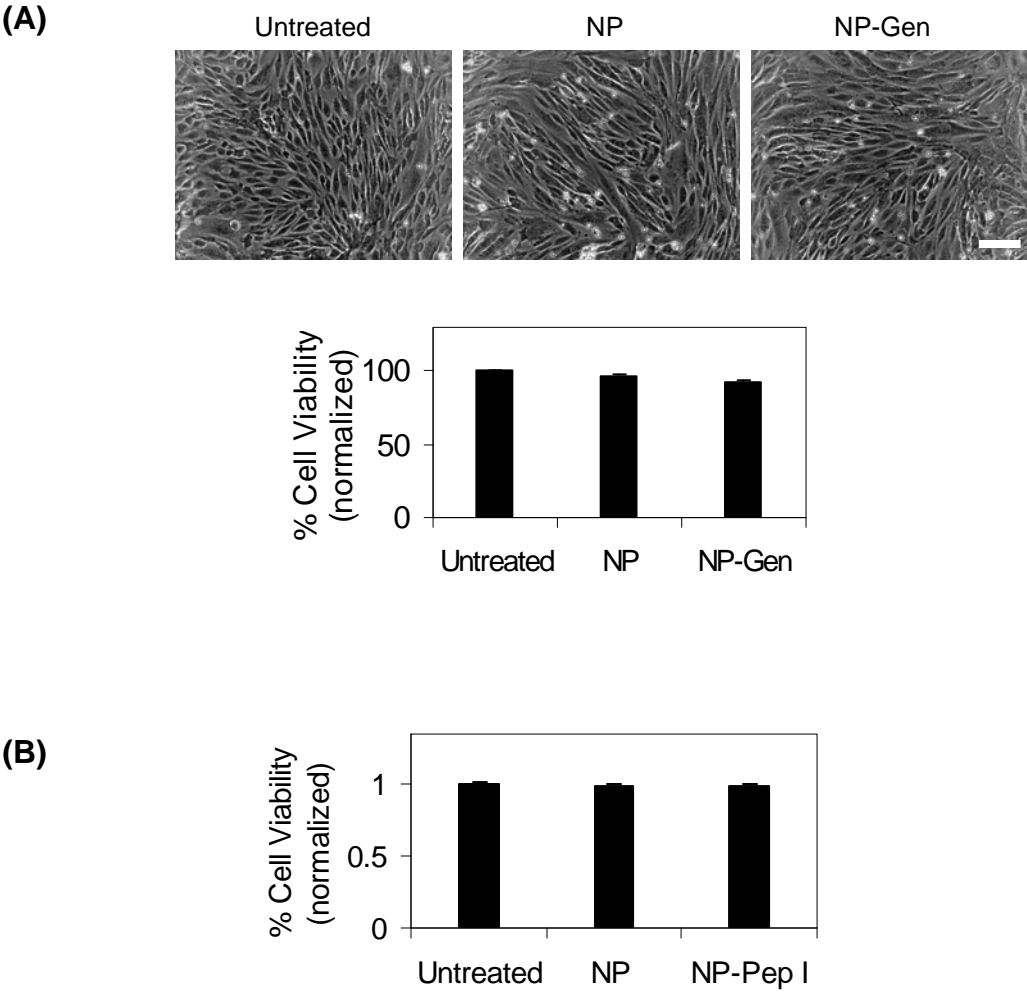 (A)
Untreated NP NP-Gen
% Cell Viability
(normalized)
100
50
0
Untreated NP NP-Gen
(B)
% Cell Viability
(normalized)
1
0.5
0
Untreated NP NP-Pep I